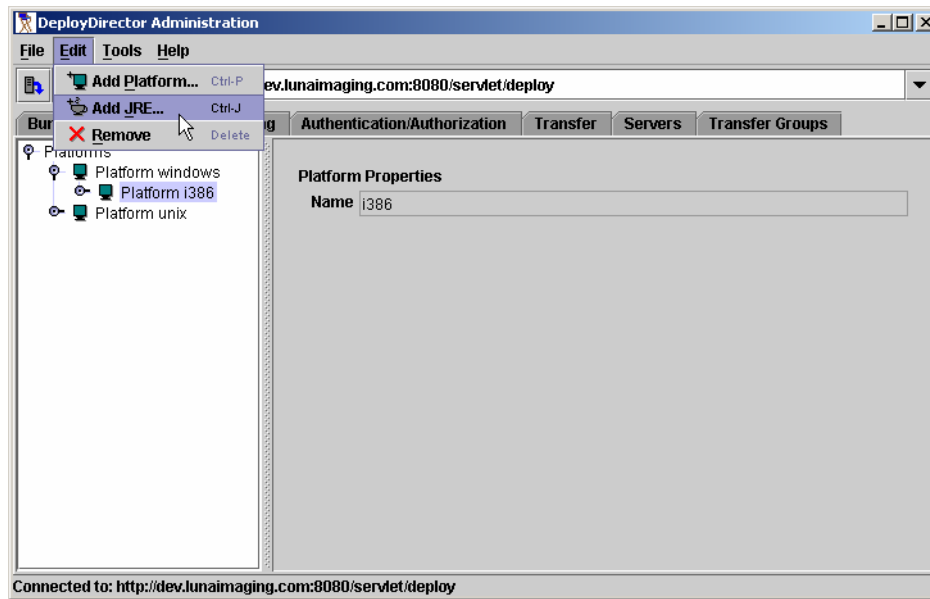 DeployDirector Administration
File Edit Tools Help
Add Platform... Ctrl-P
ev.lunaimaging.com:8080/servlet/deploy
Add JRE... Ctrl-J
Remove Delete
Bur
g Authentication/Authorization Transfer Servers Transfer Groups
Platforms
Platform windows
Platform i386
Platform unix
Platform Properties
Name i386
Connected to: http://dev.lunaimaging.com:8080/servlet/deploy